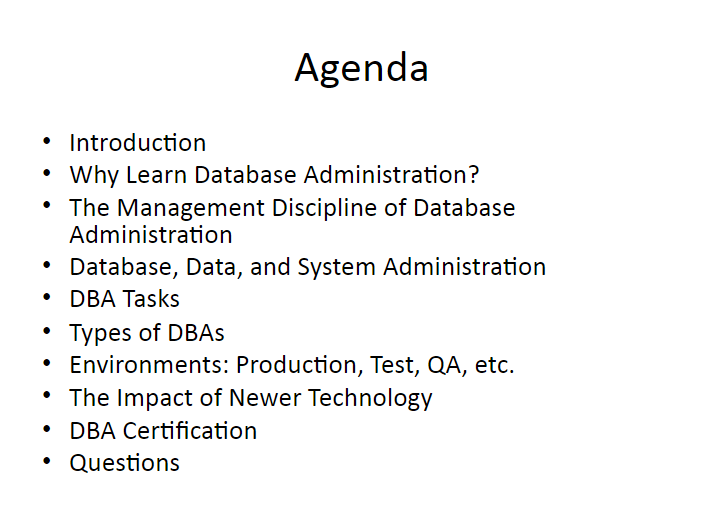 Agenda
• Introduction
• Why Learn Database Administration?
• The Management Discipline of Database
Administration
• Database, Data, and System Administration
• DBA Tasks
• Types of DBAs
• Environments: Production, Test, QA, etc.
• The Impact of Newer Technology
• DBA Certification
• Questions